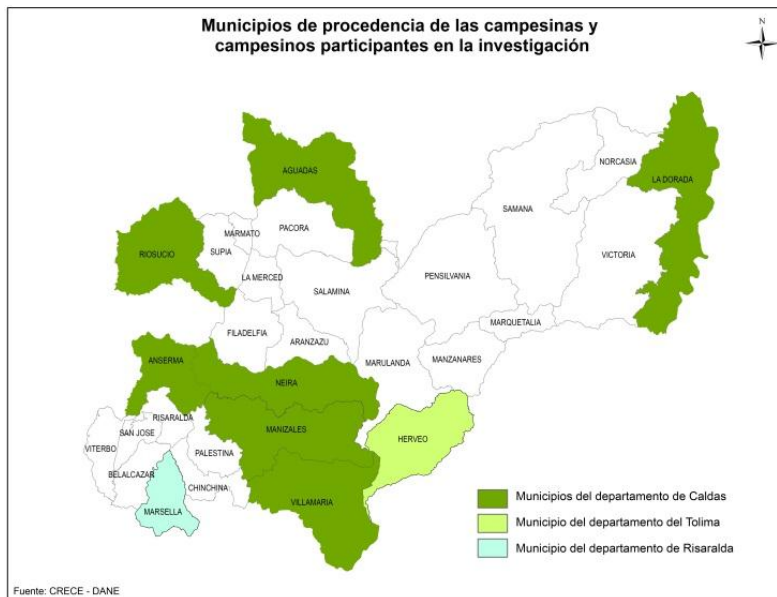 Municipios de procedencia de las campesinas y
campesinos participantes en la investigación
N
NORCASIA
LA DORADA
AGUADAS
SAMANA
MARMATO
PACORA
RIOSUCIO
SUPIA
VICTORIA
LA MERCED
PENSILVANIA
SALAMINA
MARQUETALIA
FILADELFIA
ARANZAZU
ANSERMA
MARULANDA
MANZANARES
NEIRA
RISARALDA
MANIZALES
SAN JOSE
HERVEO
VITERBO
PALESTINA
BELALCAZAR
CHINCHINA
VILLAMARIA
MARSELLA
Municipios del departamento de Caldas
Municipio del departamento del Tolima
Municipio del departamento de Risaralda
Fuente: CRECE - DANE